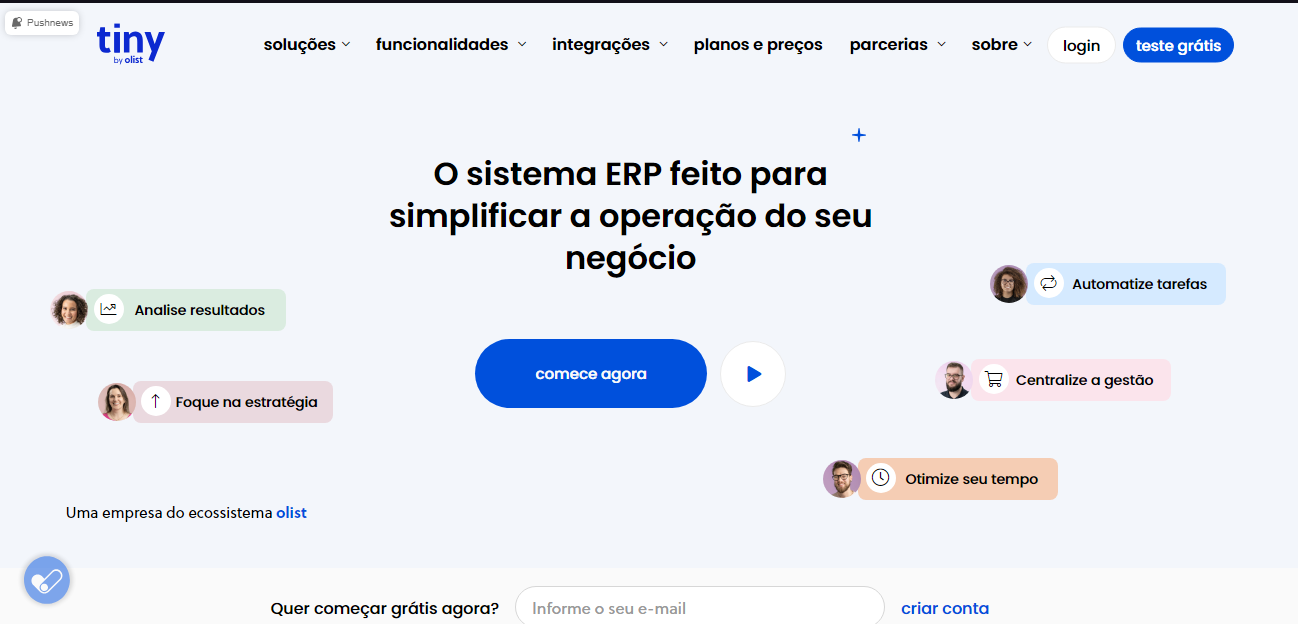 Pushnews
tiny
by olist
soluções
funcionalidades
integrações
planos e preços
parcerias
sobre
login
teste grátis
O sistema ERP feito para
simplificar a operação do seu
negócio
Analise resultados
Automatize tarefas
comece agora
Centralize a gestão
Foque na estratégia
Otimize seu tempo
Uma empresa do ecossistema olist
Quer começar grátis agora?
Informe o seu e-mail
criar conta